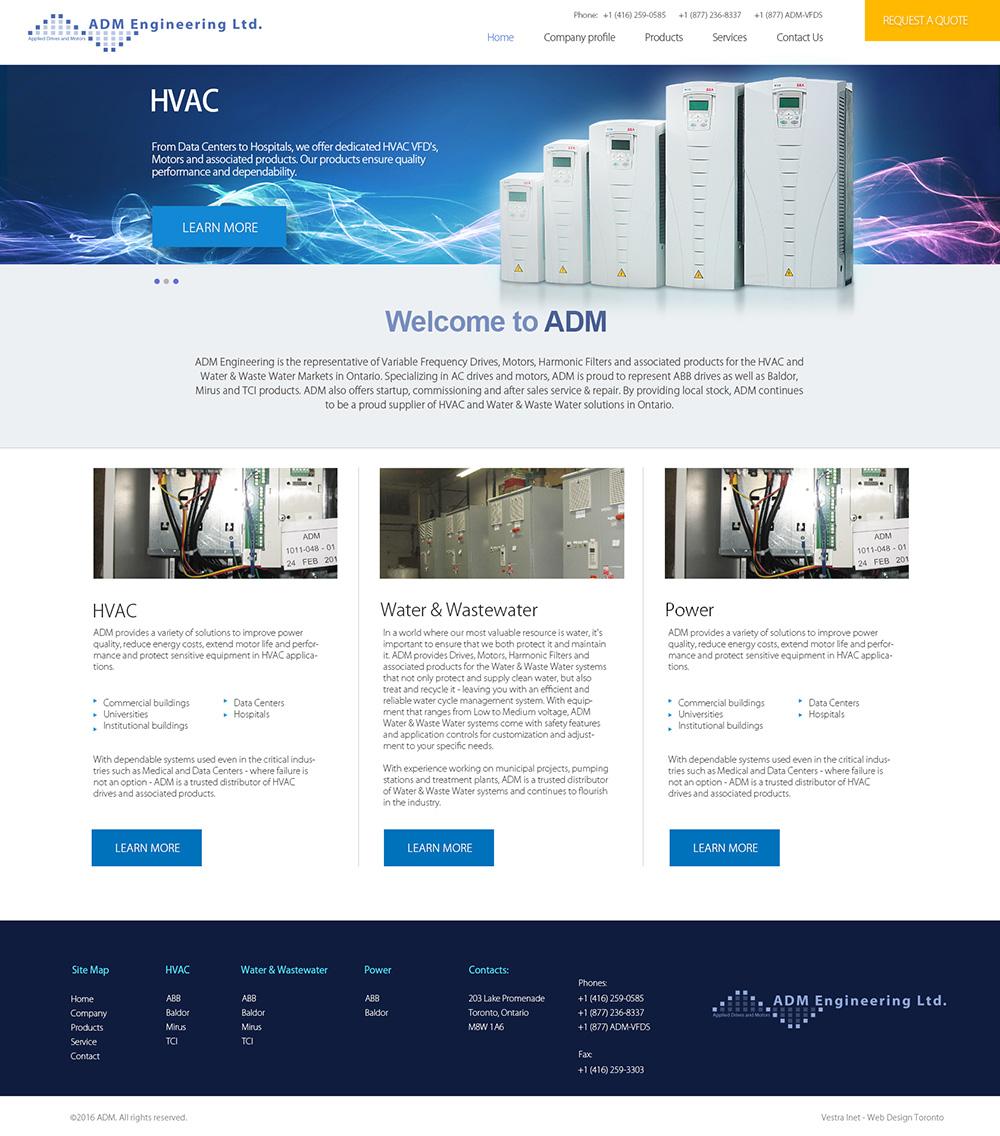 ADM Engineering Ltd.
Applied Drives and Motors
Phone: +1 (416) 259-0585 +1 (877) 236-8337 +1 (877) ADM-VFDS
REQUEST A QUOTE
Home Company profile Products Services Contact Us
HVAC
From Data Centers to Hospitals, we offer dedicated HVAC VFD's,
Motors and associated products. Our products ensure quality
performance and dependability.
LEARN MORE
Welcome to ADM
ADM Engineering is the representative of Variable Frequency Drives, Motors, Harmonic Filters and associated products for the HVAC and
Water & Waste Water Markets in Ontario. Specializing in AC drives and motors, ADM is proud to represent ABB drives as well as Baldor,
Mirus and TCI products. ADM also offers startup, commissioning and after sales service & repair. By providing local stock, ADM continues
to be a proud supplier of HVAC and Water & Waste Water solutions in Ontario.
ADM
1011-048 - 01
24 FEB 201
HVAC
ADM provides a variety of solutions to improve power
quality, reduce energy costs, extend motor life and perfor-
mance and protect sensitive equipment in HVAC applica-
tions.
Commercial buildings
Universities
Institutional buildings
Data Centers
Hospitals
With dependable systems used even in the critical indus-
tries such as Medical and Data Centers - where failure is
not an option - ADM is a trusted distributor of HVAC
drives and associated products.
LEARN MORE
Water & Wastewater
In a world where our most valuable resource is water, it's
important to ensure that we both protect it and maintain
it. ADM provides Drives, Motors, Harmonic Filters and
associated products for the Water & Waste Water systems
that not only protect and supply clean water, but also
treat and recycle it - leaving you with an efficient and
reliable water cycle management system. With equip-
ment that ranges from Low to Medium voltage, ADM
Water & Waste Water systems come with safety features
and application controls for customization and adjust-
ment to your specific needs.
With experience working on municipal projects, pumping
stations and treatment plants, ADM is a trusted distributor
of Water & Waste Water systems and continues to flourish
in the industry.
LEARN MORE
ADM
1011-048 - 01
24 FEB 201
Power
ADM provides a variety of solutions to improve power
quality, reduce energy costs, extend motor life and perfor-
mance and protect sensitive equipment in HVAC applica-
tions.
Commercial buildings
Universities
Institutional buildings
Data Centers
Hospitals
With dependable systems used even in the critical indus-
tries such as Medical and Data Centers - where failure is
not an option - ADM is a trusted distributor of HVAC
drives and associated products.
LEARN MORE
Site Map
Home
Company
Products
Service
Contact
HVAC
ABB
Baldor
Mirus
TCI
Water & Wastewater
ABB
Baldor
Mirus
TCI
Power
ABB
Baldor
Contacts:
203 Lake Promenade
Toronto, Ontario
M8W 1A6
Phones:
+1 (416) 259-0585
+1 (877) 236-8337
+1 (877) ADM-VFDS
Fax:
+1 (416) 259-3303
ADM Engineering Ltd.
Applied Drives and Motors
©2016 ADM. All rights reserved.
Vestra Inet - Web Design Toronto